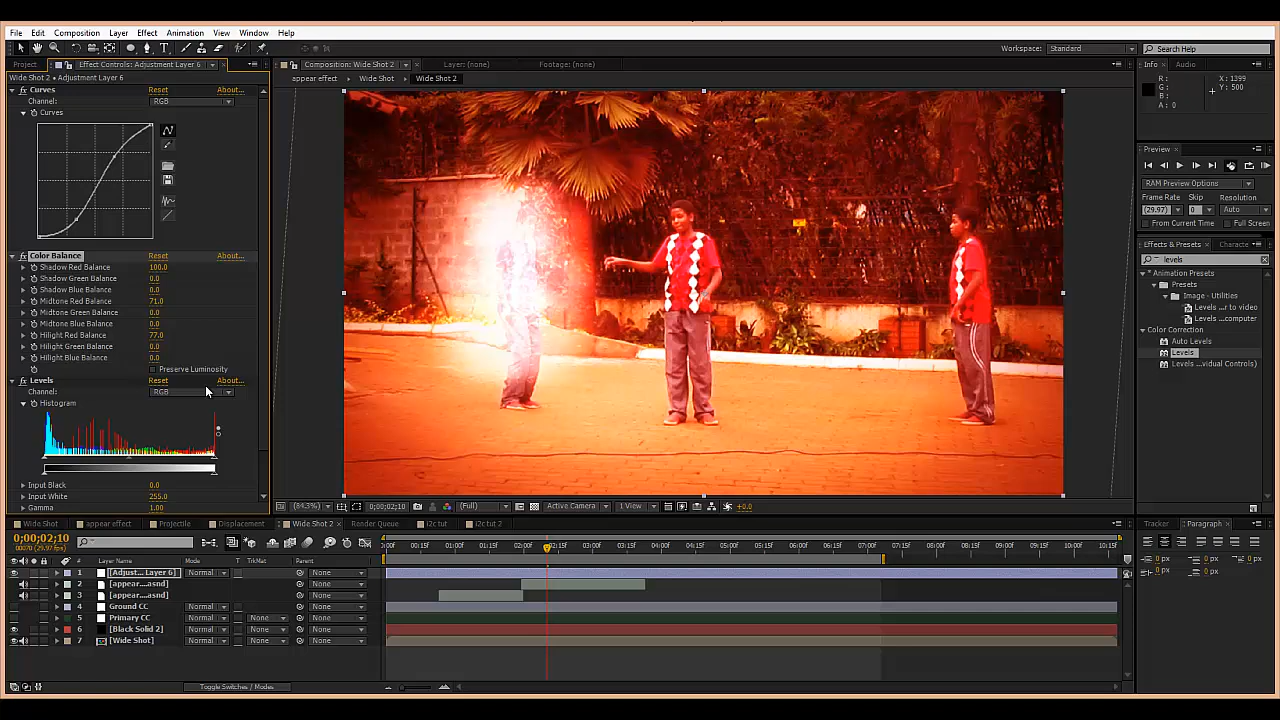 File Edit Composition Layer Effect Animation View Window Help
Workspace: Standard Search Help
Project Effect Controls: Adjustment Layer 6 Composition: Wide Shot 2 Layer: (none) Footage: (none) Info Audio
Wide Shot 2 • Adjustment Layer 6 appear effect Wide Shot Wide Shot 2
Curves Reset About...
Channel: RGB
Curves
R: X: 1399
G: Y: 500
B:
A: 0
Preview
RAM Preview Options
Frame Rate Skip Resolution
(29.97) 0 Auto
From Current Time Full Screen
Effects & Presets Characte
levels
* Animation Presets
Presets
Image - Utilities
Levels ...r to video
Levels ...computer
Color Correction
Auto Levels
Levels
Levels ...vidual Controls)
Color Balance Reset About...
Shadow Red Balance 100.0
Shadow Green Balance 0.0
Shadow Blue Balance 0.0
Midtone Red Balance 71.0
Midtone Green Balance 0.0
Midtone Blue Balance 0.0
Hilight Red Balance 77.0
Hilight Green Balance 0.0
Hilight Blue Balance 0.0
Preserve Luminosity
Levels Reset About...
Channel: RGB
Histogram
Input Black 0.0
Input White 255.0
Gamma 1.00
(84.3%) 0;00;02;10 (Full) Active Camera 1 View +0.0
Wide Shot appear effect Projectile Displacement Wide Shot 2 Render Queue i2c tut i2c tut 2
Tracker Paragraph
0 px 0 px 0 px
0 px 0 px
0;00;02;10
00070 (29.97 fps)
0:00f 00:15f 01:00f 01:15f 02:00f 02:15f 03:00f 03:15f 04:00f 04:15f 05:00f 05:15f 06:00f 06:15f 07:00f 07:15f 08:00f 08:15f 09:00f 09:15f 10:00f 10:15f
# Layer Name Mode T TrkMat Parent
1 [Adjust... Layer 6] Normal None
2 [appear....asnd] None
3 [appear....asnd] None
4 Ground CC Normal None
5 Primary CC Normal None None
6 [Black Solid 2] Normal None None
7 [Wide Shot] Normal None None
Toggle Switches / Modes